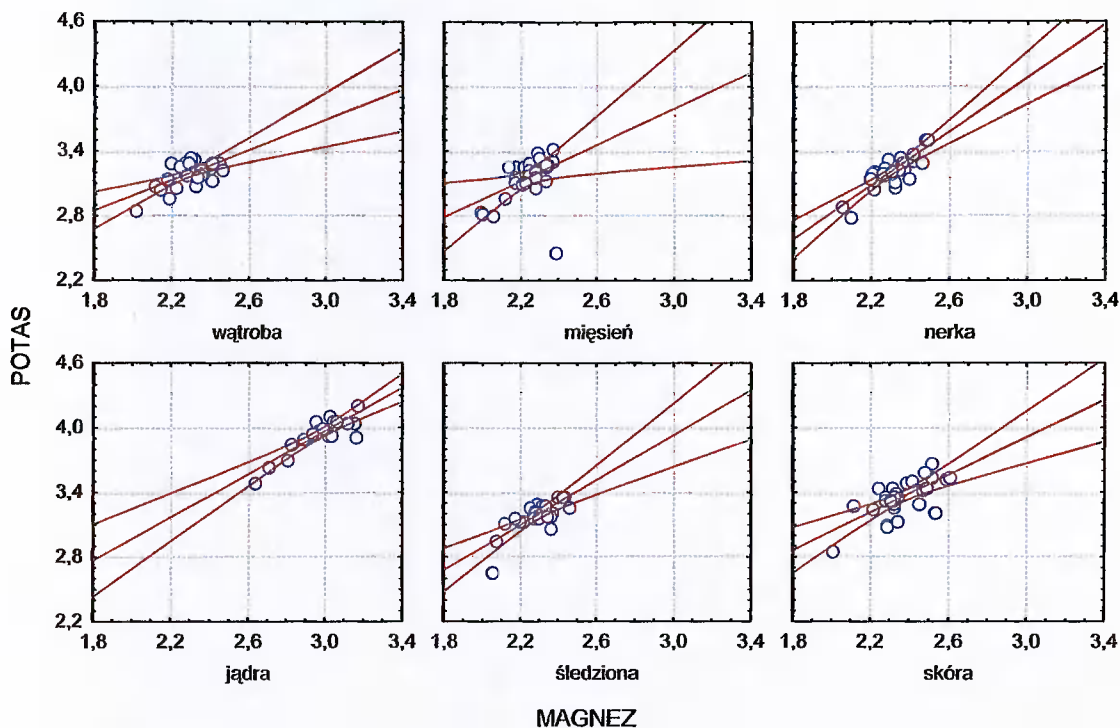 4,6
4,0
3,4
2,8
2,2
1,8 2,2 2,6 3,0 3,4
wątroba
1,8 2,2 2,6 3,0 3,4
mięsień
1,8 2,2 2,6 3,0 3,4
nerka
POTAS
4,6
4,0
3,4
2,8
2,2
1,8 2,2 2,6 3,0 3,4
jądra
1,8 2,2 2,6 3,0 3,4
śledziona
1,8 2,2 2,6 3,0 3,4
skóra
MAGNEZ